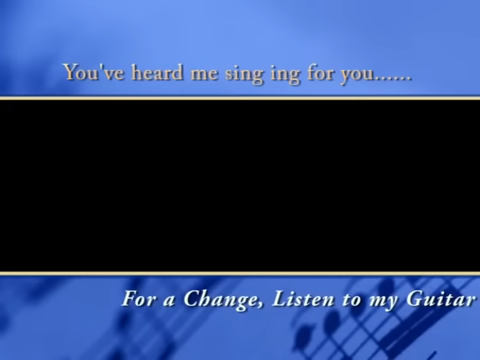 You've heard me sing ing for you......
For a Change, Listen to my Guitar